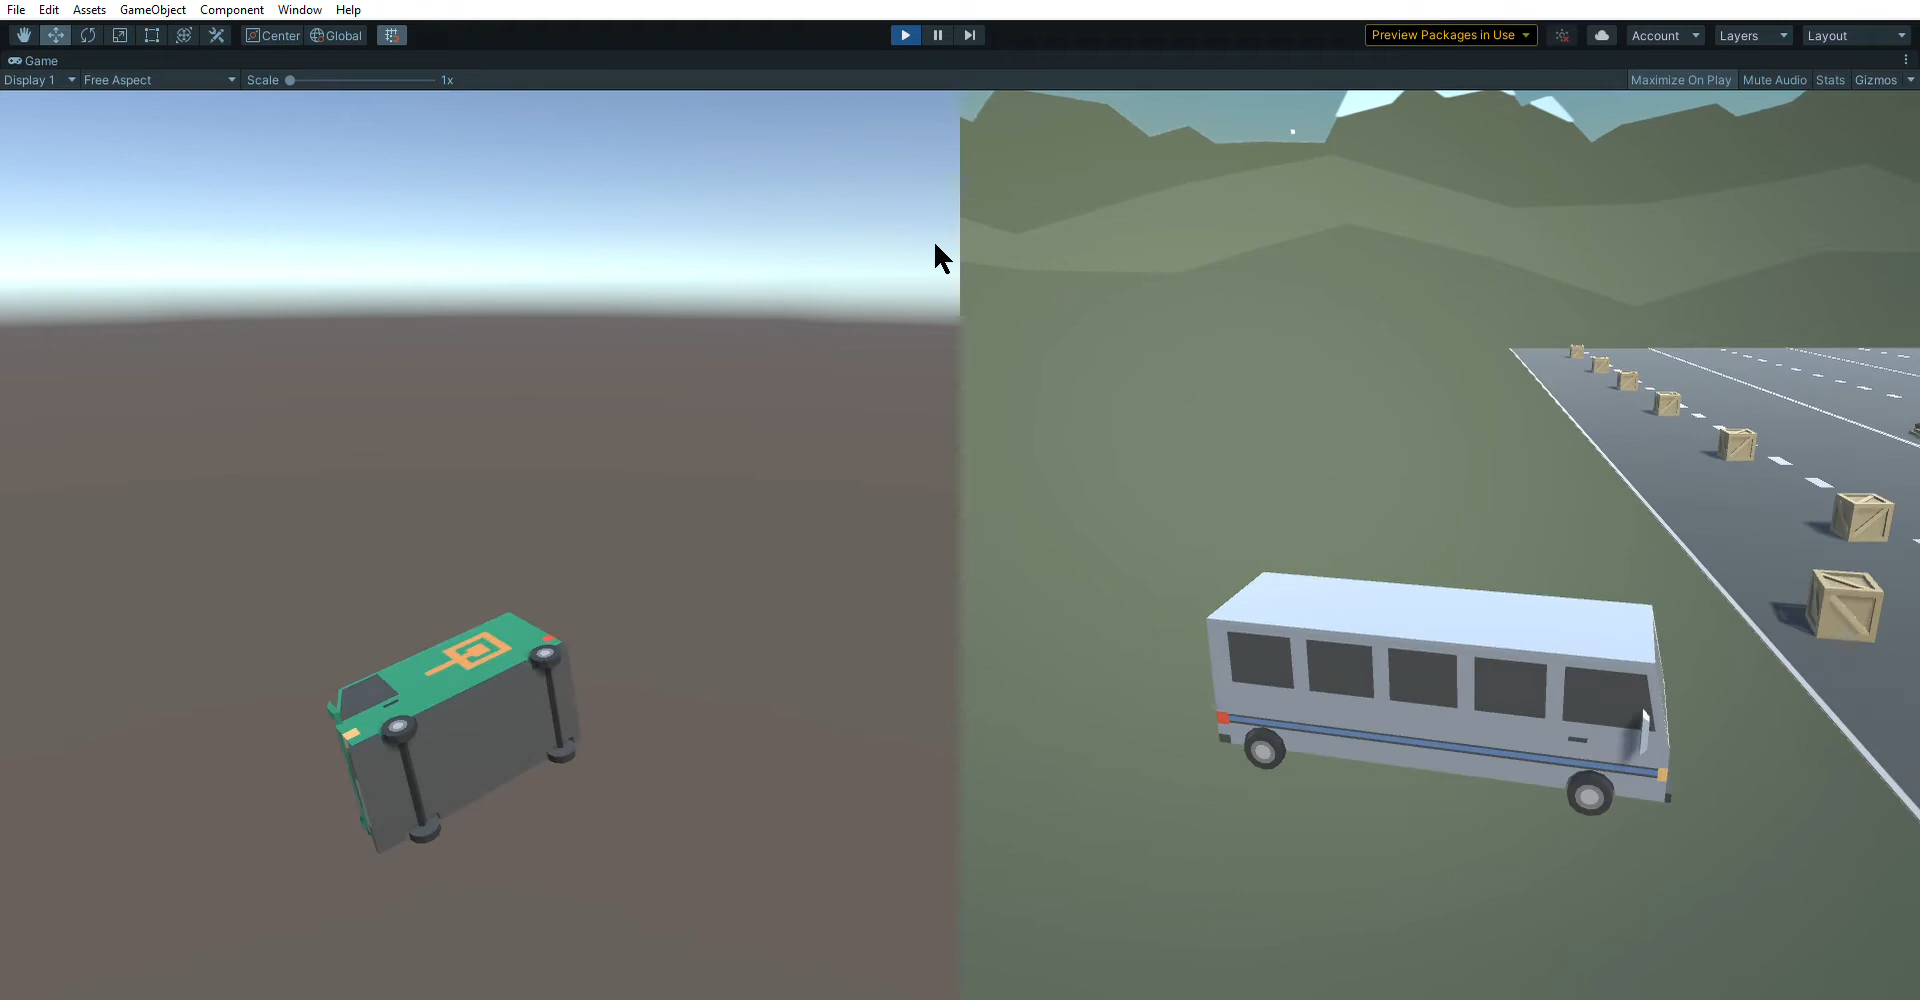 File Edit Assets GameObject Component Window Help
Center Global Preview Packages in Use Account Layers Layout
Game
Display 1 Free Aspect Scale 1x Maximize On Play Mute Audio Stats Gizmos